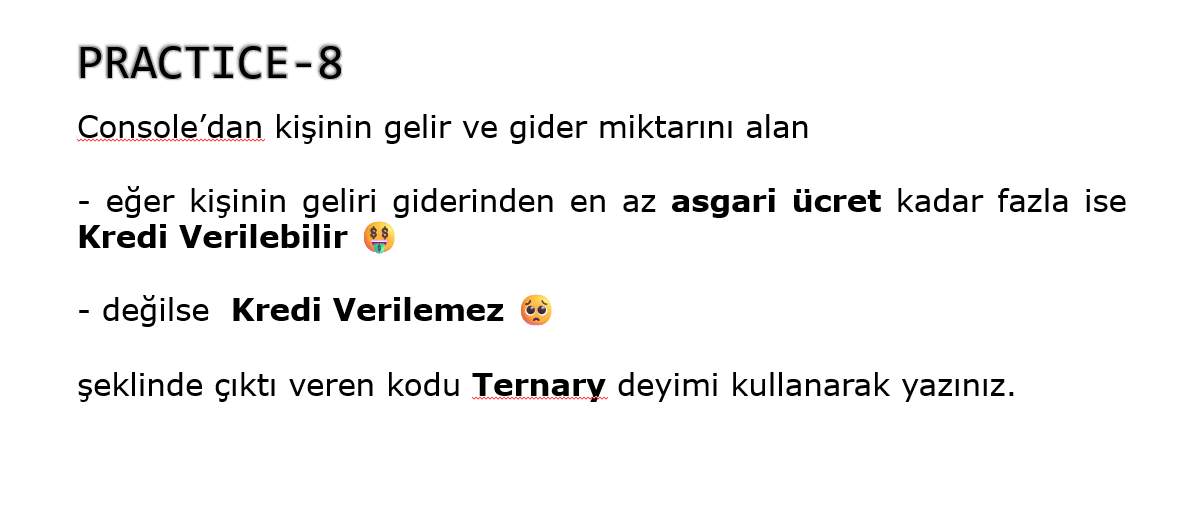 PRACTICE-8
Console’dan kişinin gelir ve gider miktarını alan
- eğer kişinin geliri giderinden en az asgari ücret kadar fazla ise
Kredi Verilebilir 🤑
- değilse  Kredi Verilemez 🥺
şeklinde çıktı veren kodu Ternary deyimi kullanarak yazınız.